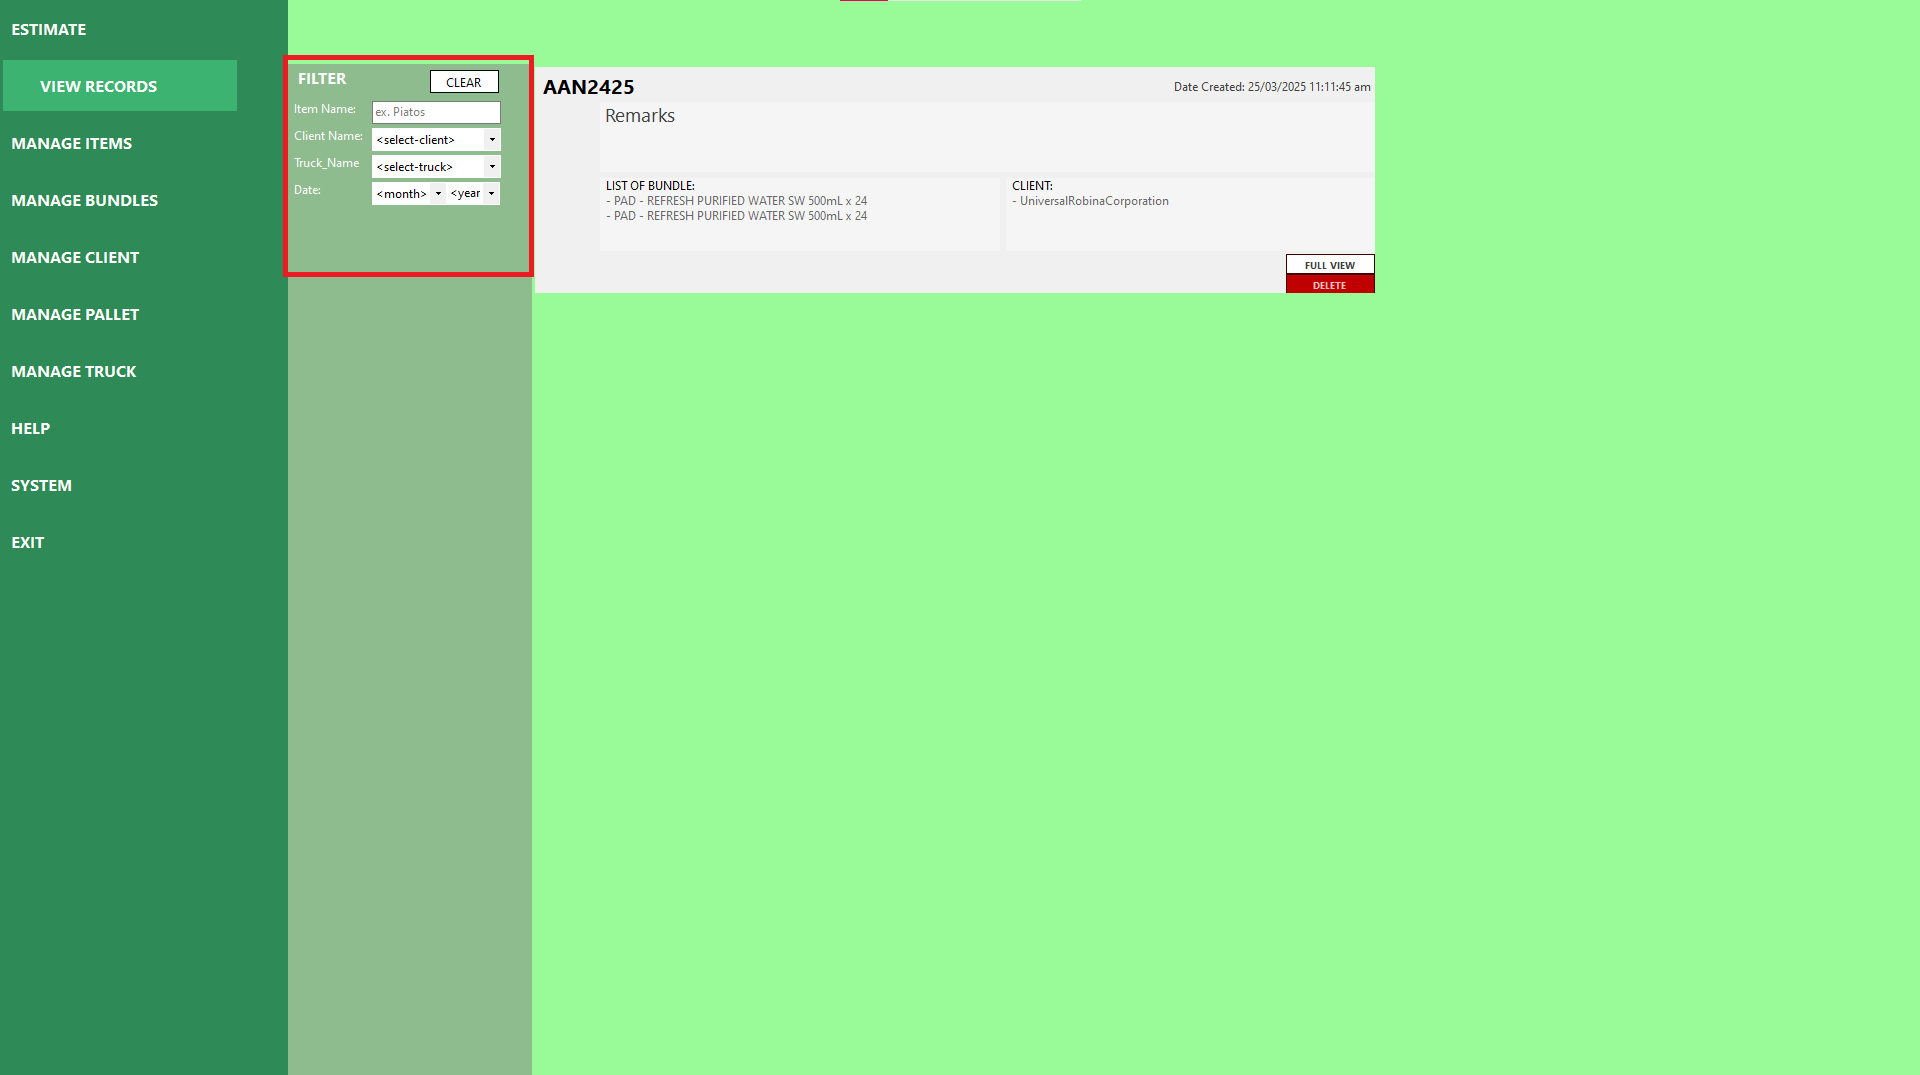 ESTIMATE
VIEW RECORDS
MANAGE ITEMS
MANAGE BUNDLES
MANAGE CLIENT
MANAGE PALLET
MANAGE TRUCK
HELP
SYSTEM
EXIT
FILTER
CLEAR
Item Name:
ex. Piatos
Client Name:
<select-client>
Truck_Name
<select-truck>
Date:
<month>
<year
AAN2425
Date Created: 25/03/2025 11:11:45 am
Remarks
LIST OF BUNDLE:
- PAD - REFRESH PURIFIED WATER SW 500mL x 24
- PAD - REFRESH PURIFIED WATER SW 500mL x 24
CLIENT:
- UniversalRobinaCorporation
FULL VIEW
DELETE